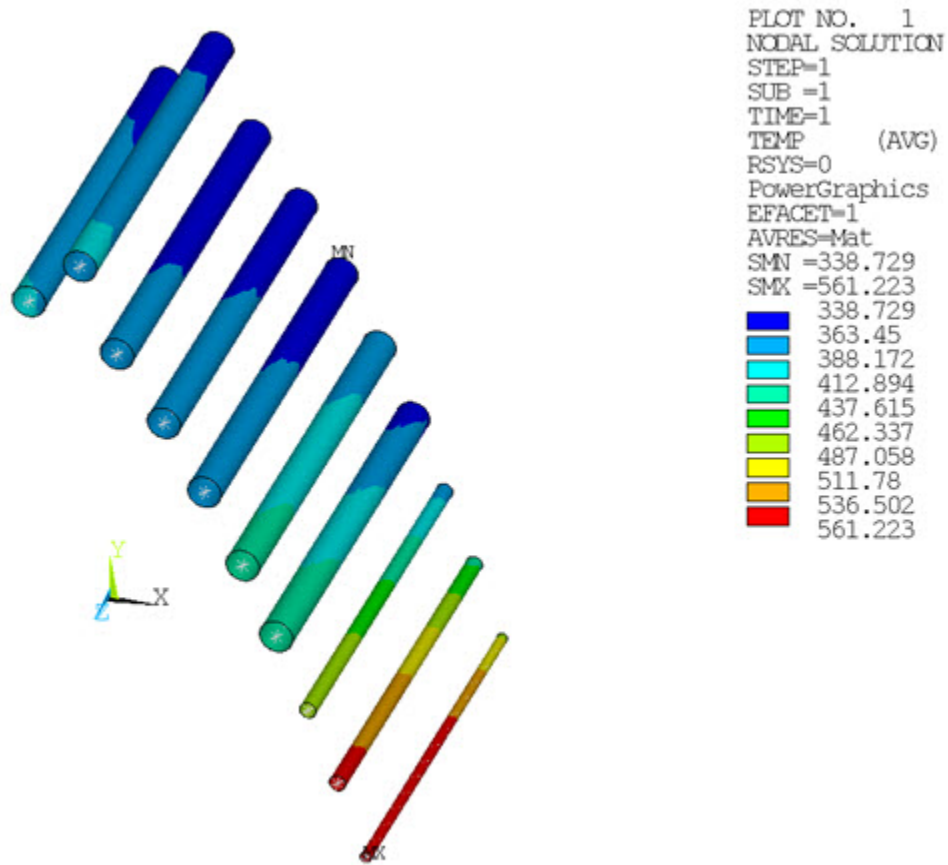 PLOT NO. 1
NODAL SOLUTION
STEP=1
SUB =1
TIME=1
TEMP (AVG)
RSYS=0
PowerGraphics
EFACET=1
AVRES=Mat
SMN =338.729
SMX =561.223
338.729
363.45
388.172
412.894
437.615
462.337
487.058
511.78
536.502
561.223
MN
Y
X
Z
MX